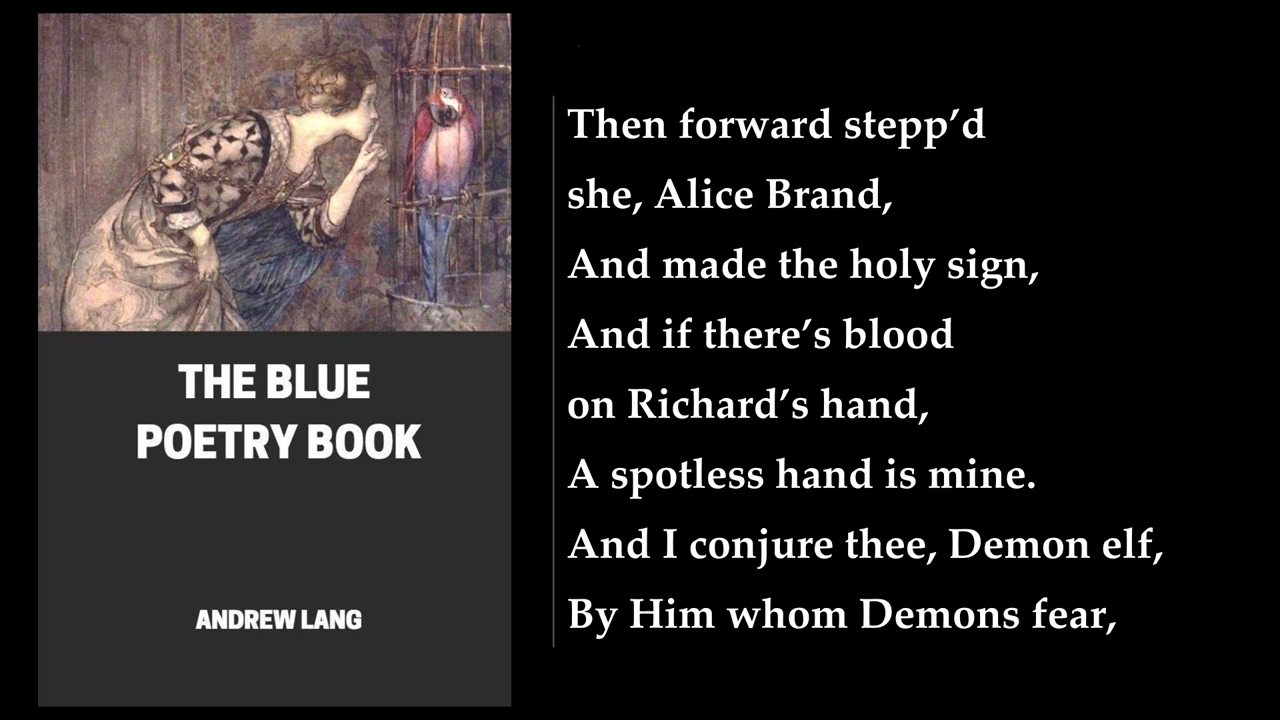 THE BLUE
POETRY BOOK
ANDREW LANG
Then forward stepp’d
she, Alice Brand,
And made the holy sign,
And if there’s blood
on Richard’s hand,
A spotless hand is mine.
And I conjure thee, Demon elf,
By Him whom Demons fear,